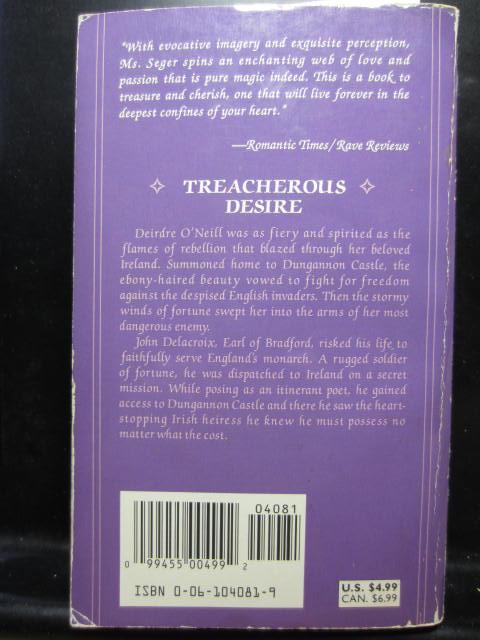 "With evocative imagery and exquisite perception,
Ms. Seger spins an enchanting web of love and
passion that is pure magic indeed. This is a book to
treasure and cherish, one that will live forever in the
deepest confines of your heart."
—Romantic Times/Rave Reviews
TREACHEROUS
DESIRE
Deirdre O'Neill was as fiery and spirited as the
flames of rebellion that blazed through her beloved
Ireland. Summoned home to Dungannon Castle, the
ebony-haired beauty vowed to fight for freedom
against the despised English invaders. Then the stormy
winds of fortune swept her into the arms of her most
dangerous enemy.
John Delacroix, Earl of Bradford, risked his life to
faithfully serve England's monarch. A rugged soldier
of fortune, he was dispatched to Ireland on a secret
mission. While posing as an itinerant poet, he gained
access to Dungannon Castle and there he saw the heart-
stopping Irish heiress he knew he must possess no
matter what the cost.
04081
0 99455 00499 2
ISBN 0-06-104081-9
U.S. $4.99
CAN. $6.99